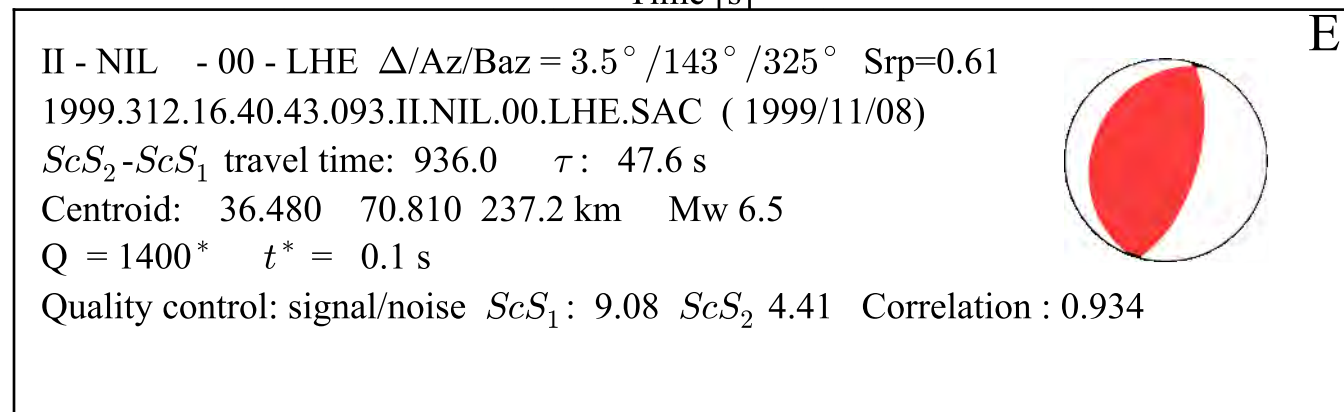 Time [s]
E
II - NIL - 00 - LHE Δ/Az/Baz = 3.5°/143°/325° Srp=0.61
1999.312.16.40.43.093.II.NIL.00.LHE.SAC ( 1999/11/08)
ScS₂-ScS₁ travel time: 936.0 τ: 47.6 s
Centroid: 36.480 70.810 237.2 km Mw 6.5
Q = 1400* t* = 0.1 s
Quality control: signal/noise ScS₁: 9.08 ScS₂ 4.41 Correlation : 0.934